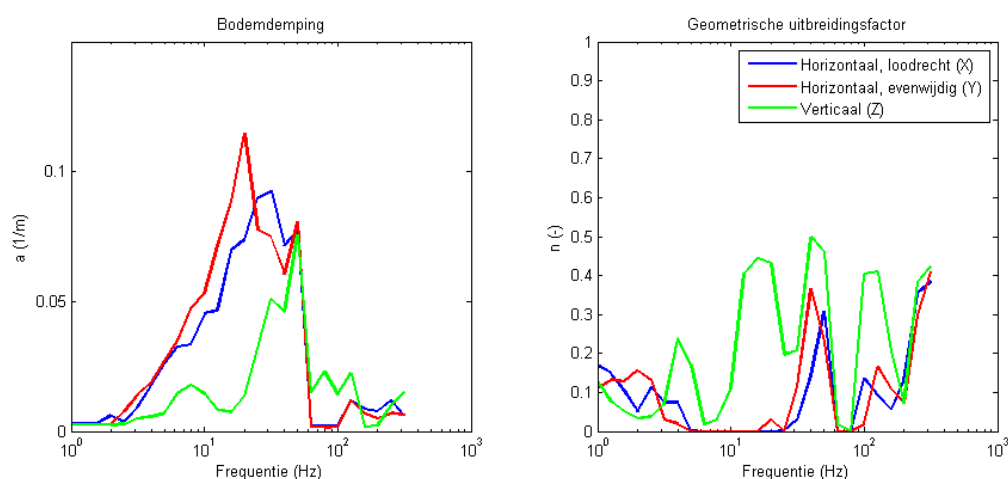 Bodemdemping
a (1/m)
0.1
0.05
0
10^0
10^1
10^2
10^3
Frequentie (Hz)
Geometrische uitbreidingsfactor
n (-)
1
0.9
0.8
0.7
0.6
0.5
0.4
0.3
0.2
0.1
0
10^0
10^1
10^2
10^3
Frequentie (Hz)
Horizontaal, loodrecht (X)
Horizontaal, evenwijdig (Y)
Verticaal (Z)